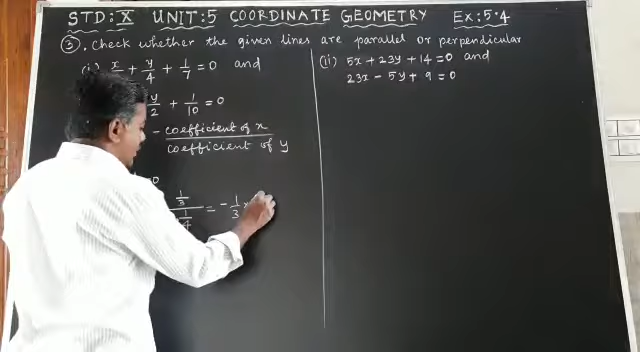 STD: X UNIT: 5 COORDINATE GEOMETRY Ex: 5.4
③. Check whether the given lines are parallel or perpendicular
(i) x/3 + y/4 + 1/7 = 0 and
y/2 + 1/10 = 0
- coefficient of x / coefficient of y
= 0
1/3 / 1/4 = - 1/3 ×
(ii) 5x + 23y + 14 = 0 and
23x - 5y + 9 = 0